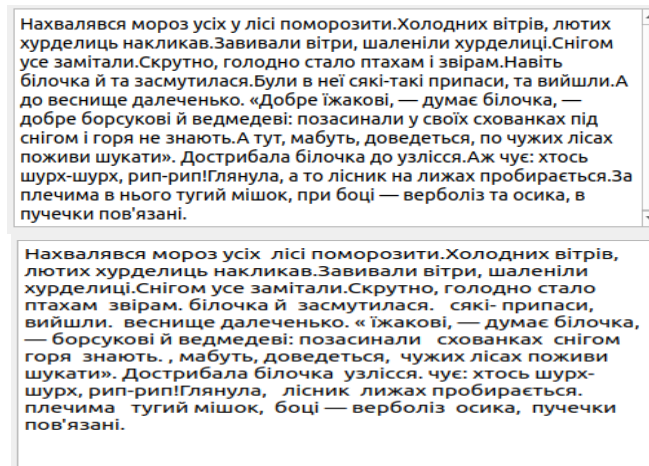 Нахвалявся мороз усіх у лісі поморозити.Холодних вітрів, лютих
хурделиць накликав.Завивали вітри, шаленіли хурделиці.Снігом
усе замітали.Скрутно, голодно стало птахам і звірам.Навіть
білочка й та засмутилася.Були в неї сякі-такі припаси, та вийшли.А
до веснище далеченько. «Добре їжакові, — думає білочка, —
добре борсукові й ведмедеві: позасинали у своїх схованках під
снігом і горя не знають.А тут, мабуть, доведеться, по чужих лісах
поживи шукати». Дострибала білочка до узлісся.Аж чує: хтось
шурх-шурх, рип-рип!Глянула, а то лісник на лижах пробирається.За
плечима в нього тугий мішок, при боці — верболіз та осика, в
пучечки пов'язані.
Нахвалявся мороз усіх  лісі поморозити.Холодних вітрів,
лютих хурделиць накликав.Завивали вітри, шаленіли
хурделиці.Снігом усе замітали.Скрутно, голодно стало
птахам  звірам. білочка й  засмутилася.   сякі- припаси,
вийшли.  веснище далеченько. « їжакові, — думає білочка,
— борсукові й ведмедеві: позасинали   схованках  снігом
горя  знають. , мабуть, доведеться,  чужих лісах поживи
шукати». Дострибала білочка  узлісся. чує: хтось шурх-
шурх, рип-рип!Глянула,   лісник  лижах пробирається.
плечима   тугий мішок,  боці — верболіз  осика,  пучечки
пов'язані.